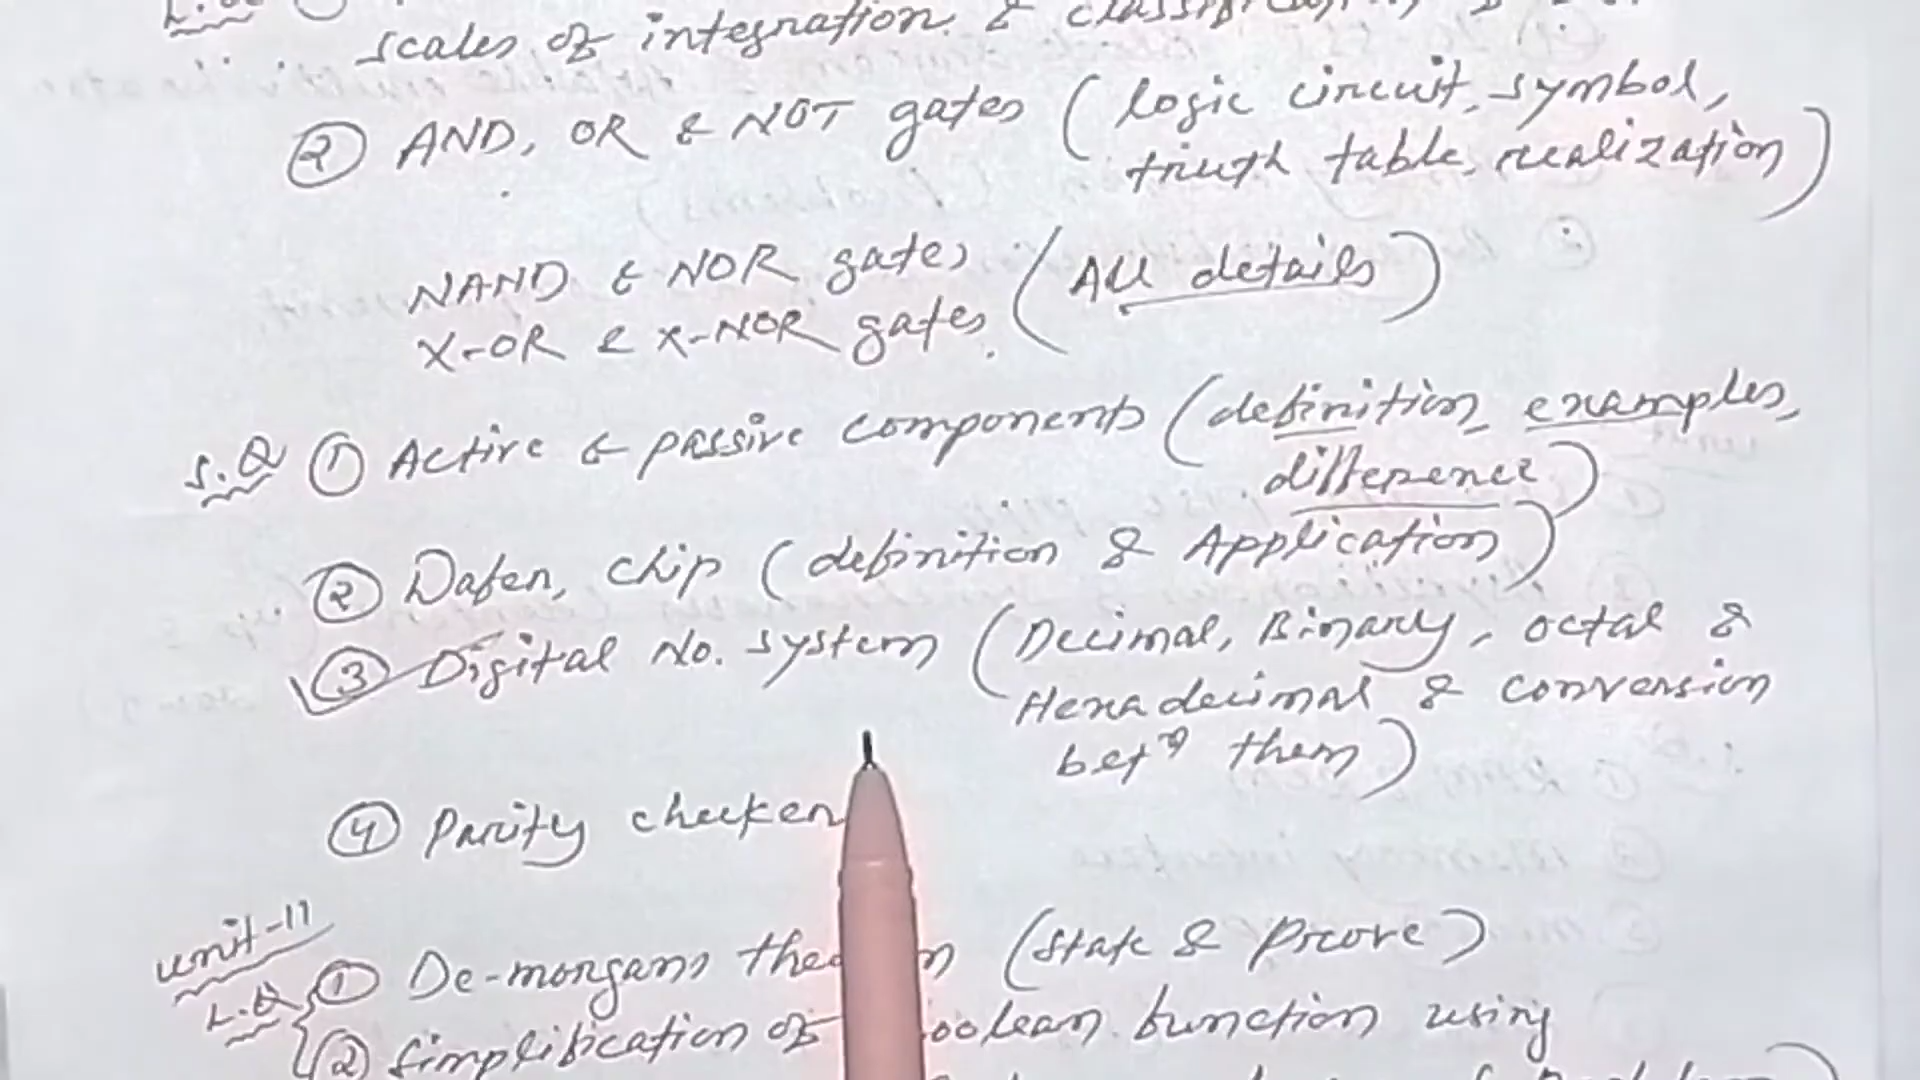 scales of integration &
② AND, OR & NOT gates (logic circuit, symbol,
truth table, realization)
NAND & NOR gates (All details)
X-OR & X-NOR gates.
S.Q ① Active & passive components (definition, examples,
difference)
② Wafer, chip (definition & Application)
③ Digital No. system (Decimal, Binary, octal &
Hexadecimal & conversion
betn them)
④ Parity checker
unit-II
L.Q ① De-morgans (state & prove)
② Simplification of Boolean function using